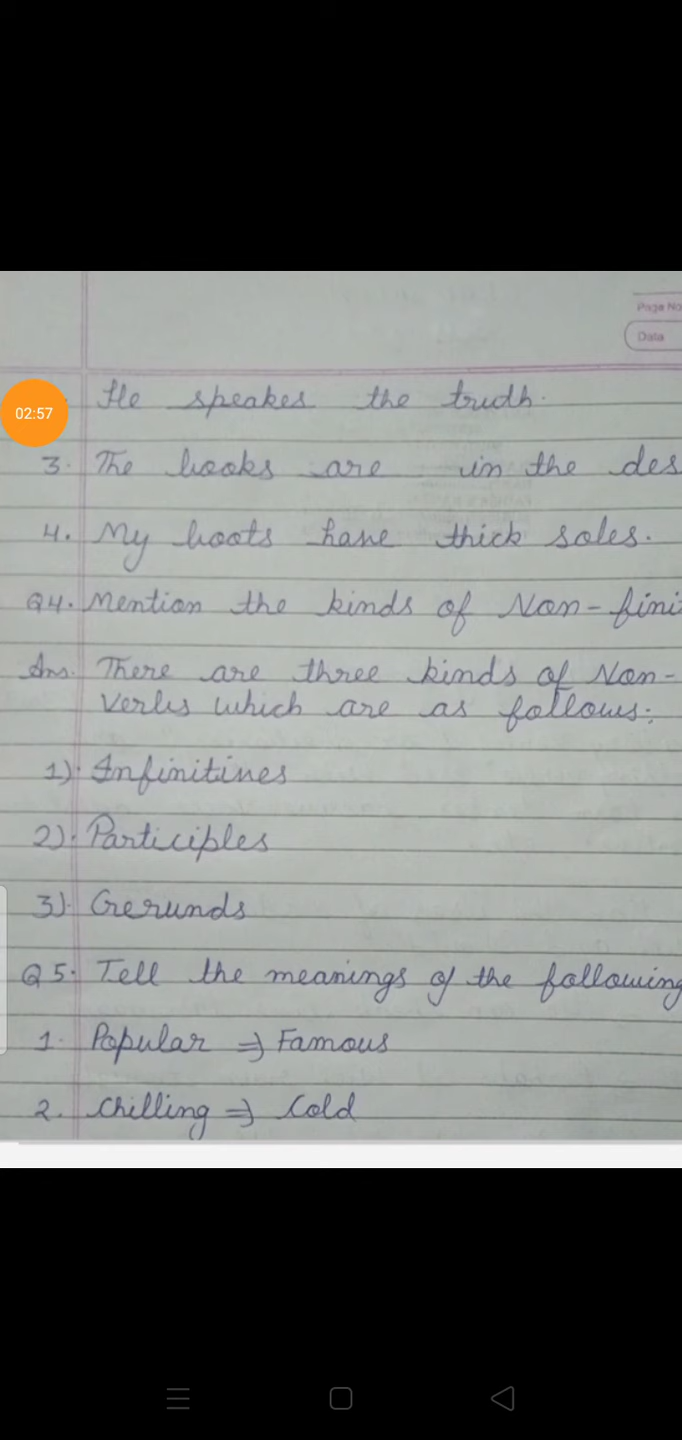 Page No
Data
02:57
He speakes the trudh.
3. The books are in the des
4. My boots have thick soles.
Q4. Mention the kinds of Non-fini
Ans. There are three kinds of Non-
Verbs which are as follows:
1). Infinitives
2). Participles
3). Gerunds
Q5. Tell the meanings of the following
1. Popular ⇒ Famous
2. Chilling ⇒ Cold